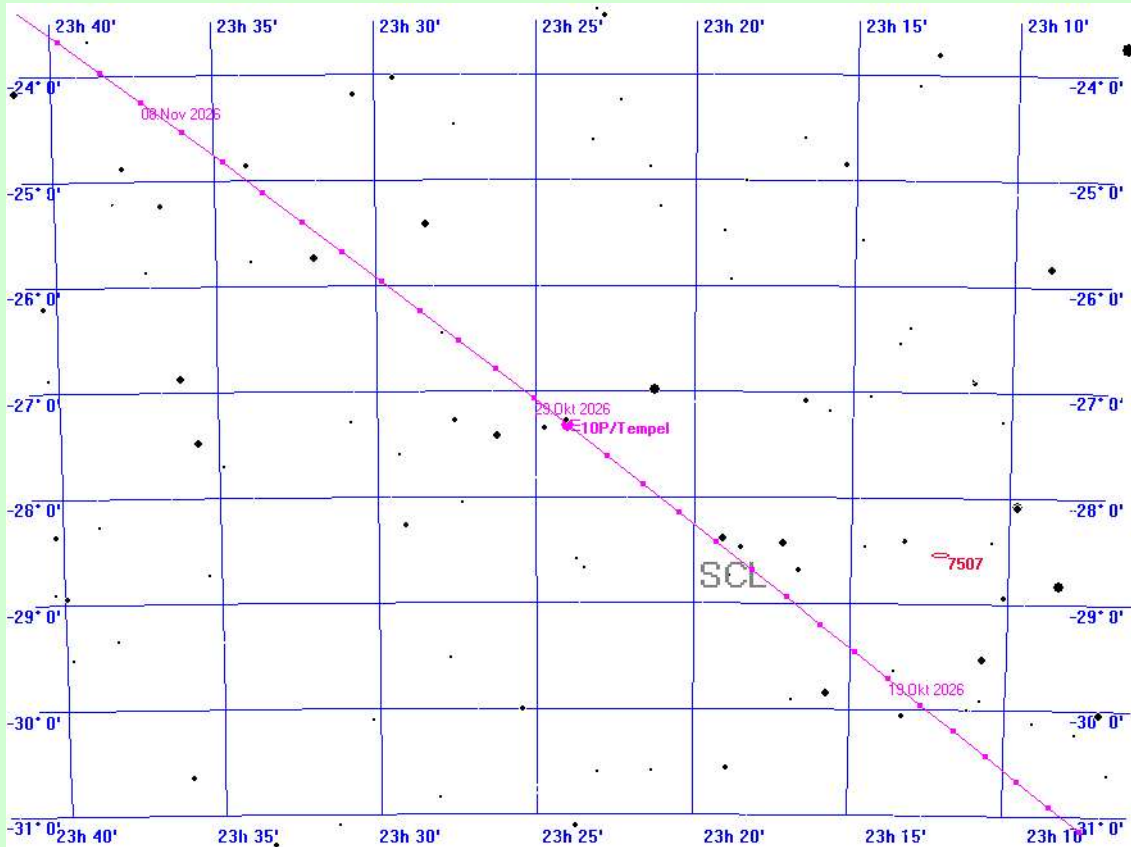 23h 40' 23h 35' 23h 30' 23h 25' 23h 20' 23h 15' 23h 10'
-24° 0' -24° 0'
08 Nov 2026
-25° 0' -25° 0'
-26° 0' -26° 0'
-27° 0' -27° 0'
29 Okt 2026
10P/Tempel
-28° 0' -28° 0'
7507
SCL
-29° 0' -29° 0'
19 Okt 2026
-30° 0' -30° 0'
-31° 0' -31° 0'
23h 40' 23h 35' 23h 30' 23h 25' 23h 20' 23h 15' 23h 10'